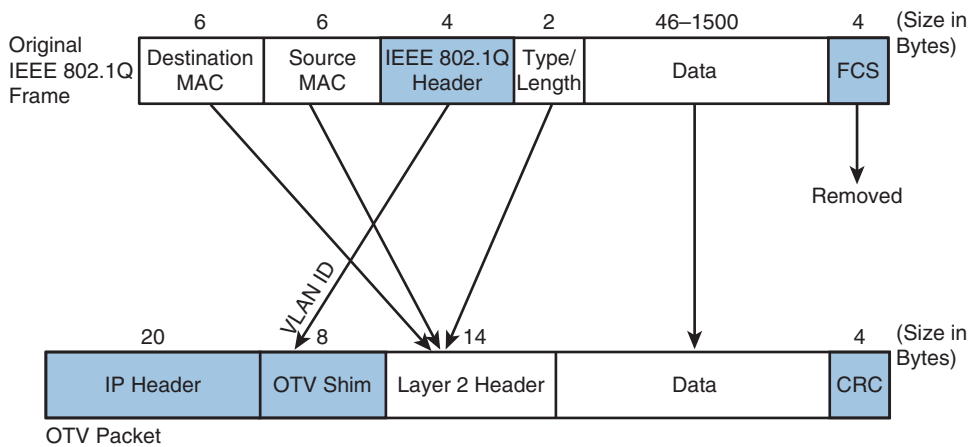 6 6 4 2 46–1500 4 (Size in
Bytes)
Original
IEEE 802.1Q
Frame
Destination
MAC
Source
MAC
IEEE 802.1Q
Header
Type/
Length
Data
FCS
Removed
VLAN ID
20 8 14 4 (Size in
Bytes)
IP Header OTV Shim Layer 2 Header Data CRC
OTV Packet